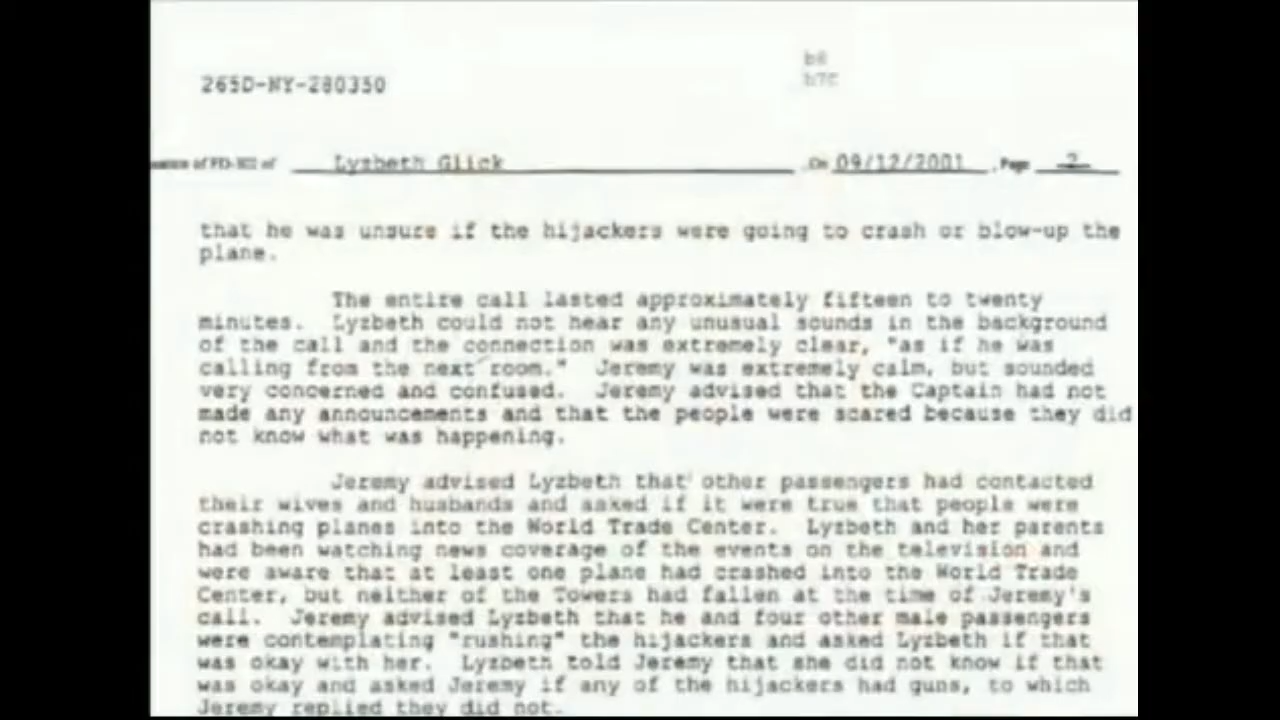 b6
b7C
265D-NY-280350
of FD-302 of Lyzbeth Glick , On 09/12/2001 , Page 2
that he was unsure if the hijackers were going to crash or blow-up the
plane.
The entire call lasted approximately fifteen to twenty
minutes. Lyzbeth could not hear any unusual sounds in the background
of the call and the connection was extremely clear, "as if he was
calling from the next room." Jeremy was extremely calm, but sounded
very concerned and confused. Jeremy advised that the Captain had not
made any announcements and that the people were scared because they did
not know what was happening.
Jeremy advised Lyzbeth that other passengers had contacted
their wives and husbands and asked if it were true that people were
crashing planes into the World Trade Center. Lyzbeth and her parents
had been watching news coverage of the events on the television and
were aware that at least one plane had crashed into the World Trade
Center, but neither of the Towers had fallen at the time of Jeremy's
call. Jeremy advised Lyzbeth that he and four other male passengers
were contemplating "rushing" the hijackers and asked Lyzbeth if that
was okay with her. Lyzbeth told Jeremy that she did not know if that
was okay and asked Jeremy if any of the hijackers had guns, to which
Jeremy replied they did not.